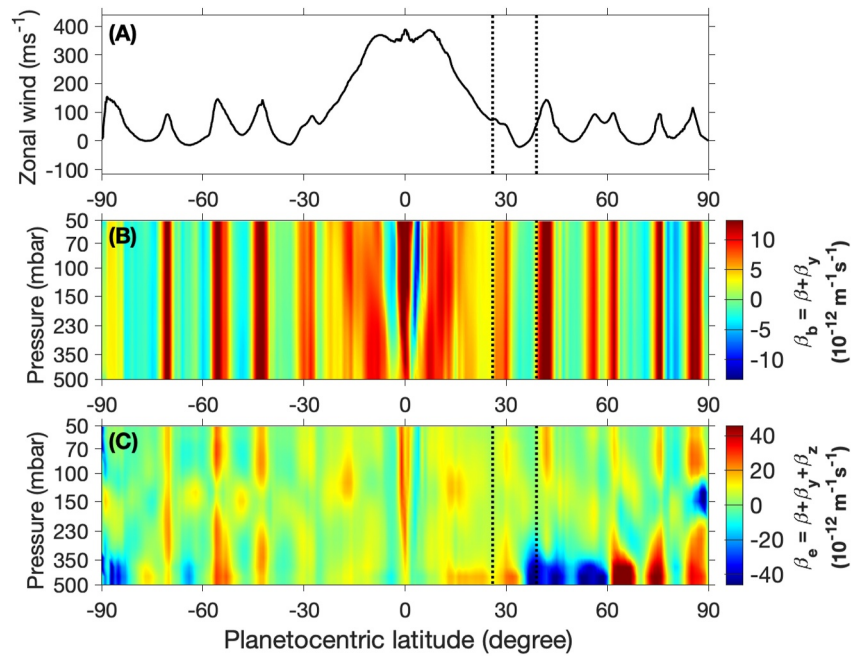 (A)
Zonal wind (ms⁻¹)
400
300
200
100
0
-100
-90 -60 -30 0 30 60 90
(B)
Pressure (mbar)
50
70
100
150
230
350
500
10
5
0
-5
-10
β_b = β+β_y
(10⁻¹² m⁻¹s⁻¹)
-90 -60 -30 0 30 60 90
(C)
Pressure (mbar)
50
70
100
150
230
350
500
40
20
0
-20
-40
β_e = β+β_y+β_z
(10⁻¹² m⁻¹s⁻¹)
-90 -60 -30 0 30 60 90
Planetocentric latitude (degree)